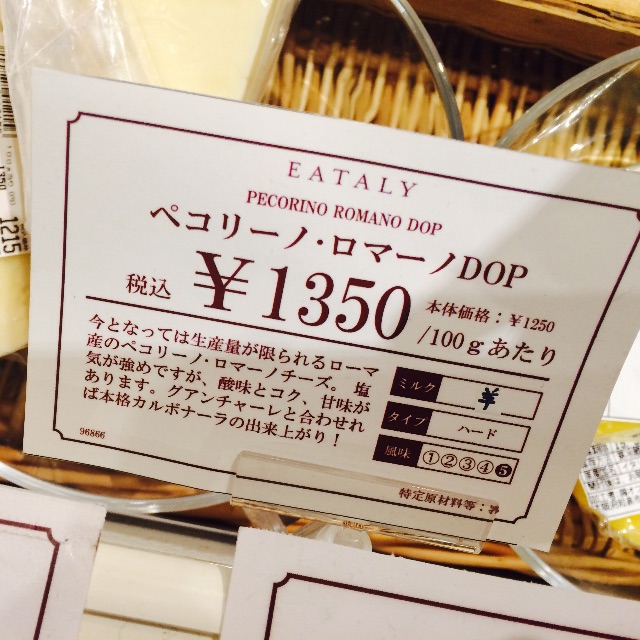 EATALY
PECORINO ROMANO DOP
ペコリーノ・ロマーノDOP
税込 ¥1350
本体価格：¥1250
/100gあたり
今となっては生産量が限られるローマ
産のペコリーノ・ロマーノチーズ。 塩
気が強めですが、酸味とコク、甘味が
あります。グアンチャーレと合わせれ
ば本格カルボナーラの出来上がり！
ミルク ¥
タイプ ハード
風味 ①②③④❺
96866
特定原材料等：
1350
1215